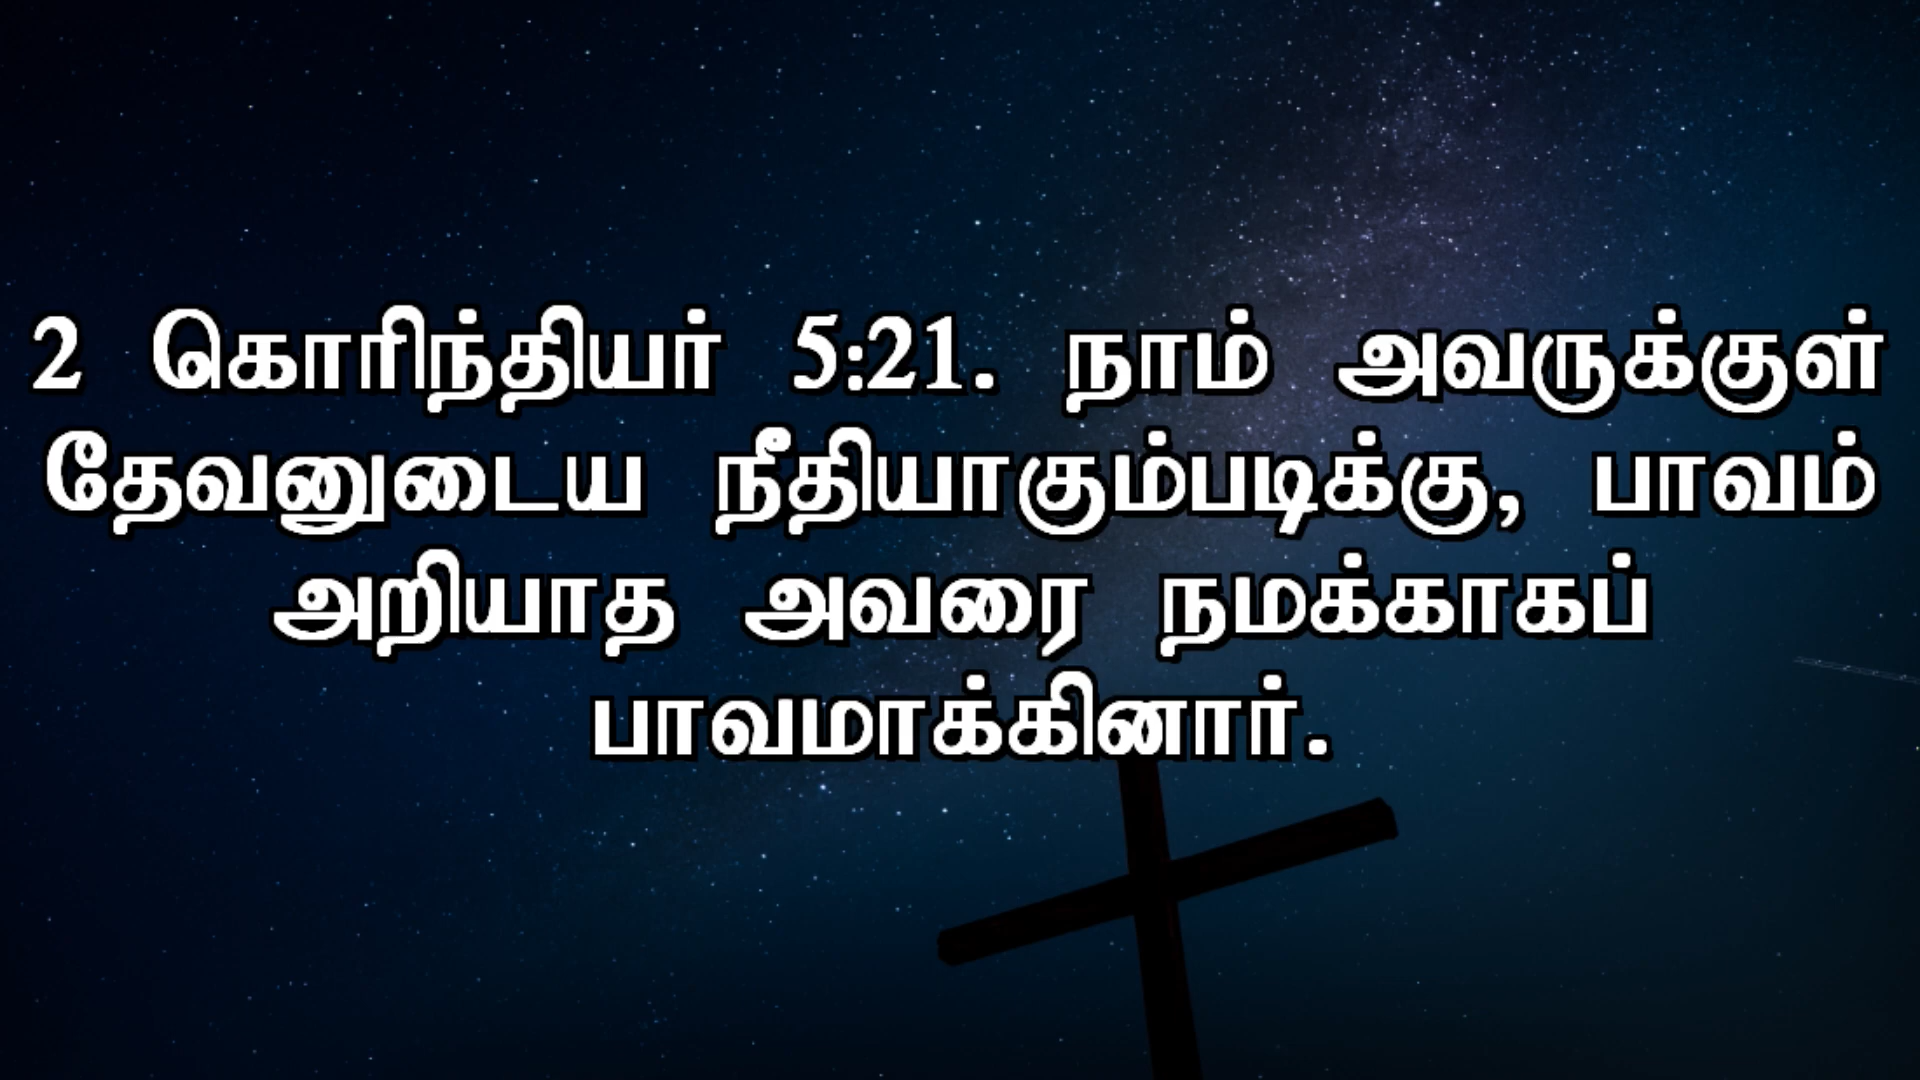 2 கொரிந்தியர் 5:21. நாம் அவருக்குள்
தேவனுடைய நீதியாகும்படிக்கு, பாவம்
அறியாத அவரை நமக்காகப்
பாவமாக்கினார்.